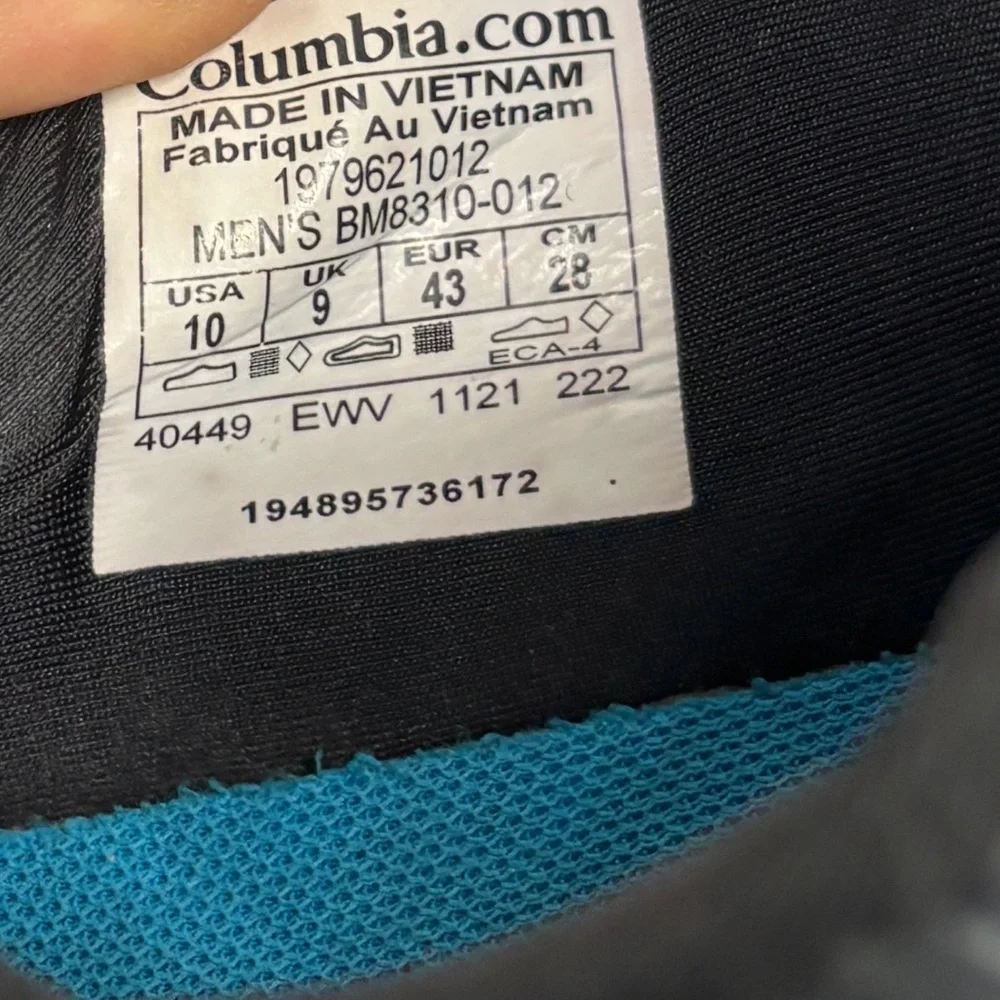 Columbia.com
MADE IN VIETNAM
Fabriqué Au Vietnam
1979621012
MEN'S BM8310-012
USA UK EUR CM
10 9 43 28
ECA-4
40449 EWV 1121 222
194895736172